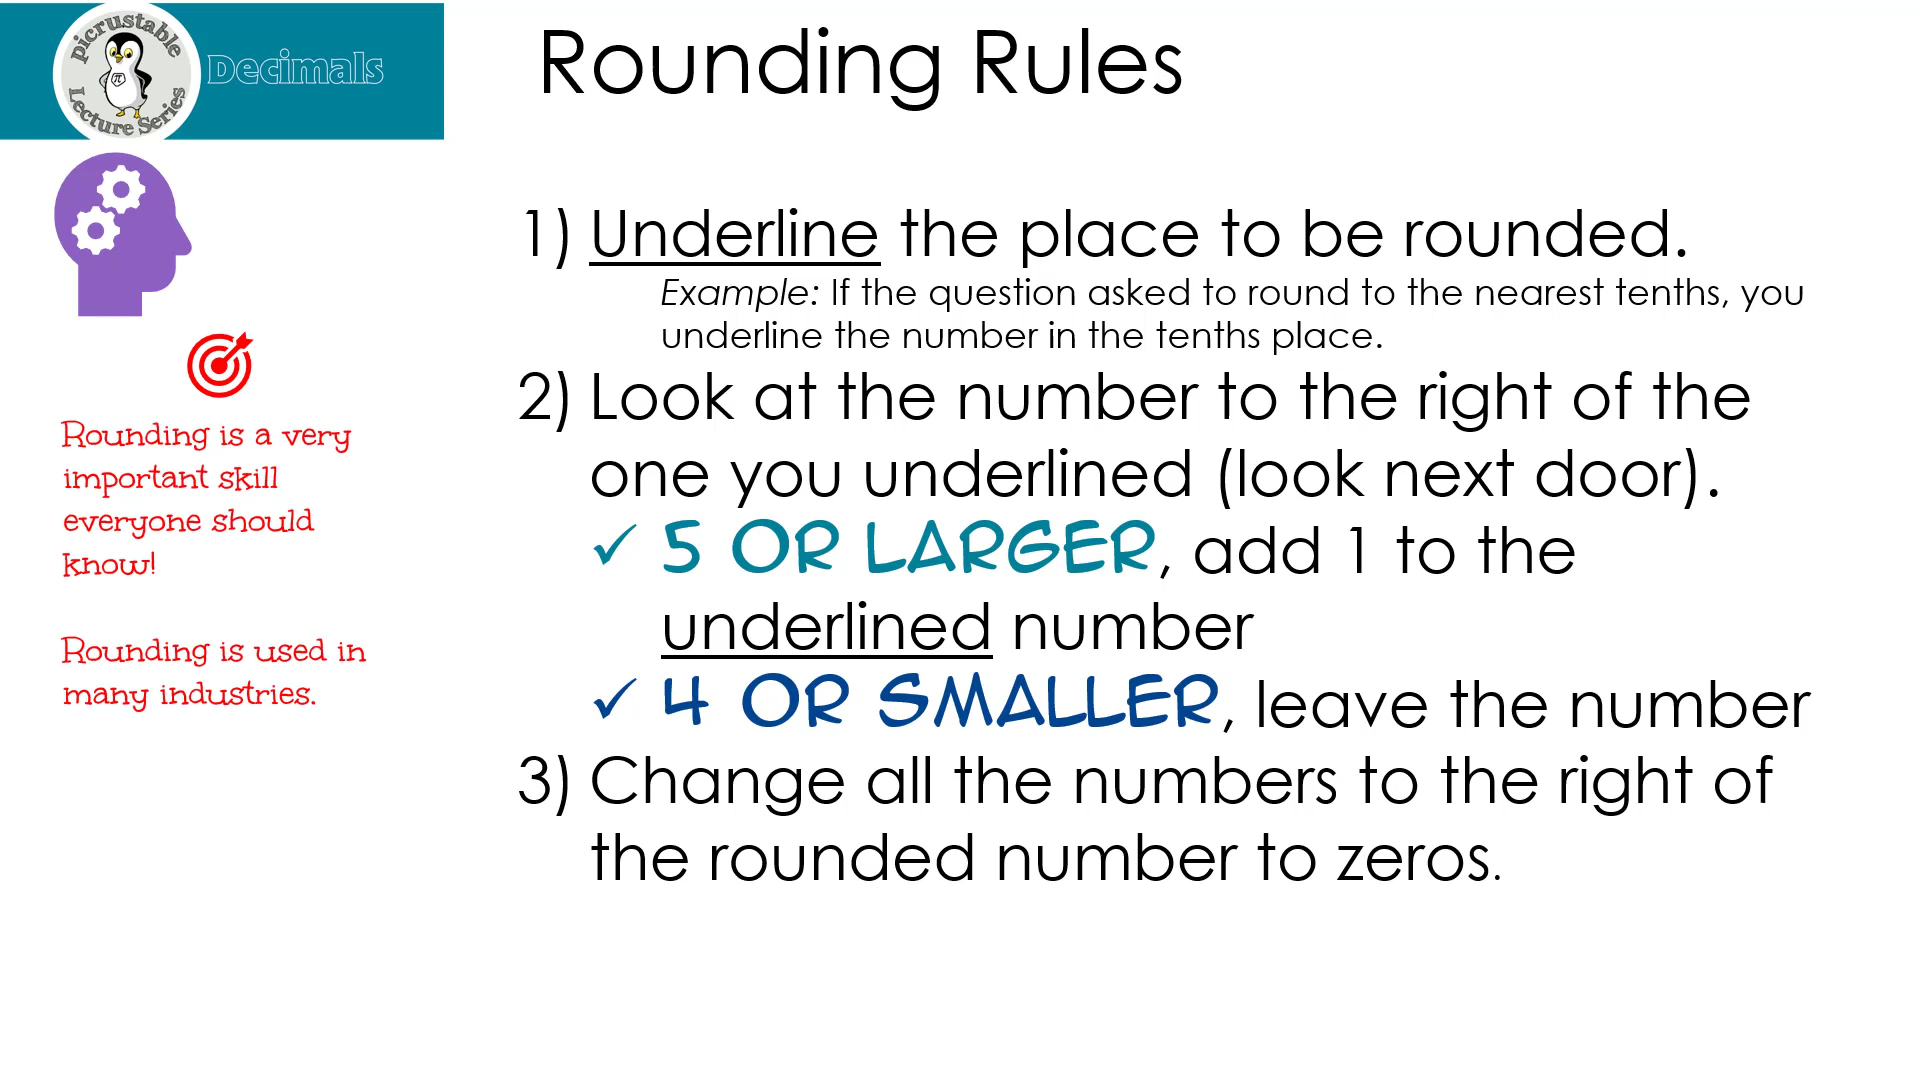 picrustable
Lecture Series
π
Decimals
Rounding Rules
Rounding is a very
important skill
everyone should
know!
Rounding is used in
many industries.
1) Underline the place to be rounded.
Example: If the question asked to round to the nearest tenths, you
underline the number in the tenths place.
2) Look at the number to the right of the
one you underlined (look next door).
✓ 5 OR LARGER, add 1 to the
underlined number
✓ 4 OR SMALLER, leave the number
3) Change all the numbers to the right of
the rounded number to zeros.